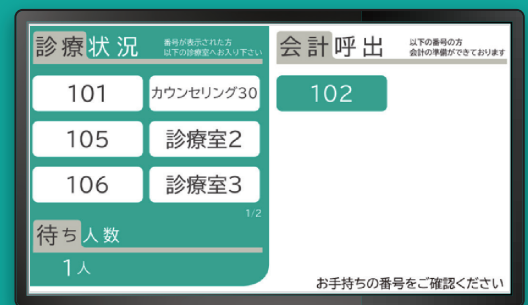 診療状況
番号が表示された方
以下の診療室へお入り下さい
101 カウンセリング30
105 診療室2
106 診療室3
1/2
待ち人数
1人
会計呼出
以下の番号の方
会計の準備ができております
102
お手持ちの番号をご確認ください